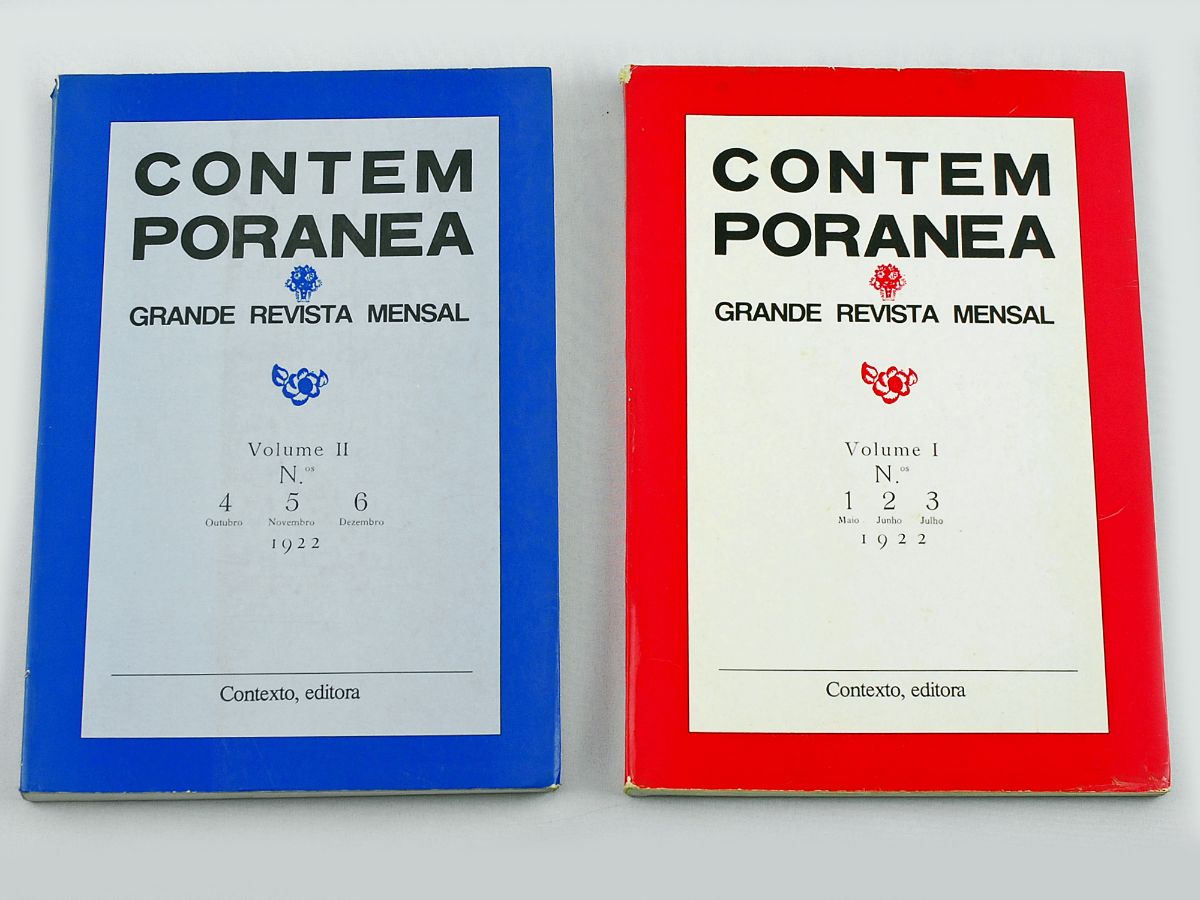 CONTEM
PORANEA
GRANDE REVISTA MENSAL
Volume II
N.os
4 5 6
Outubro Novembro Dezembro
1922
Contexto, editora
CONTEM
PORANEA
GRANDE REVISTA MENSAL
Volume I
N.os
1 2 3
Maio Junho Julho
1922
Contexto, editora